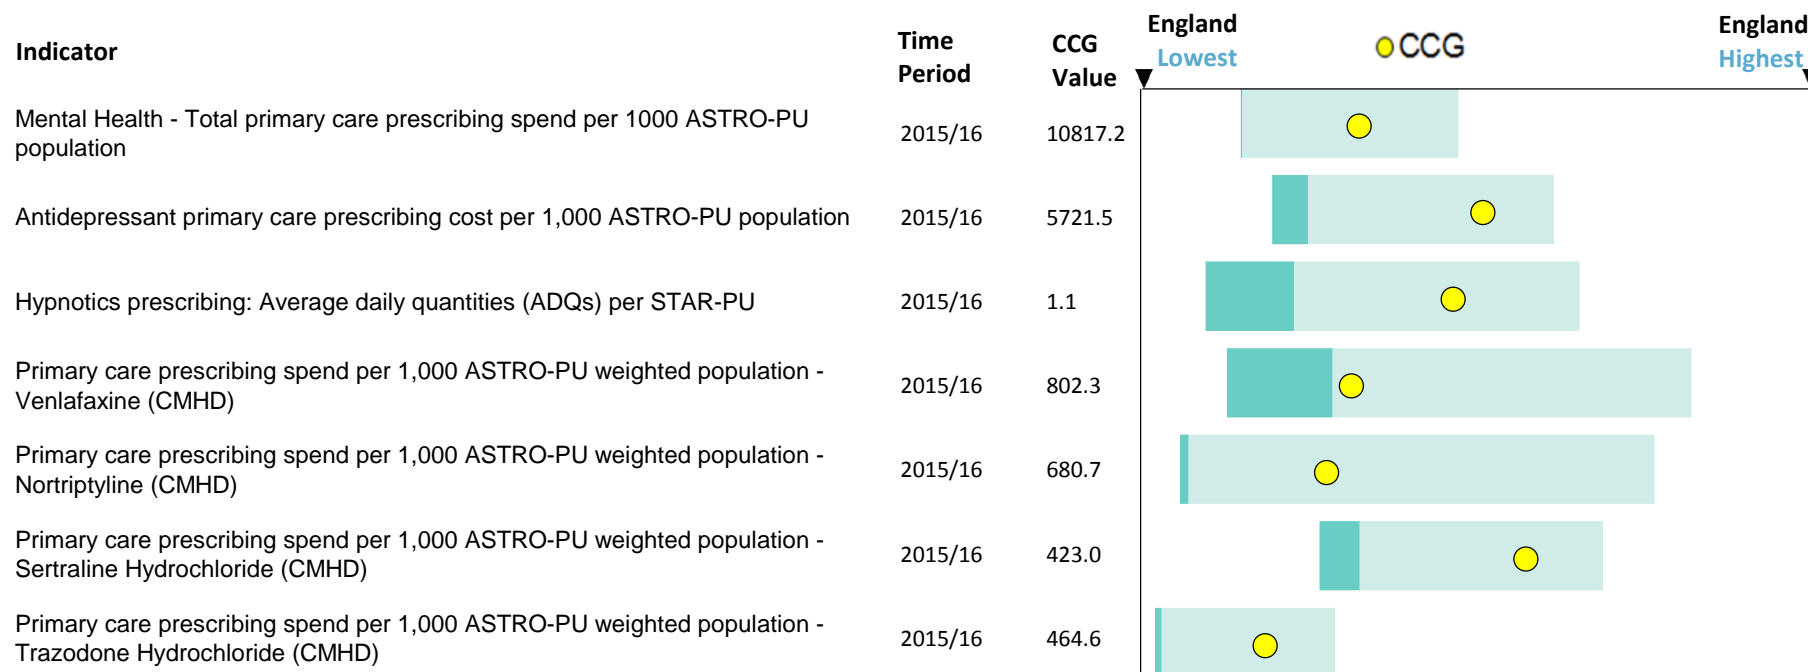 Indicator
Time Period
CCG Value
England Lowest
CCG
England Highest
Mental Health - Total primary care prescribing spend per 1000 ASTRO-PU
population
2015/16
10817.2
Antidepressant primary care prescribing cost per 1,000 ASTRO-PU population
2015/16
5721.5
Hypnotics prescribing: Average daily quantities (ADQs) per STAR-PU
2015/16
1.1
Primary care prescribing spend per 1,000 ASTRO-PU weighted population -
Venlafaxine (CMHD)
2015/16
802.3
Primary care prescribing spend per 1,000 ASTRO-PU weighted population -
Nortriptyline (CMHD)
2015/16
680.7
Primary care prescribing spend per 1,000 ASTRO-PU weighted population -
Sertraline Hydrochloride (CMHD)
2015/16
423.0
Primary care prescribing spend per 1,000 ASTRO-PU weighted population -
Trazodone Hydrochloride (CMHD)
2015/16
464.6